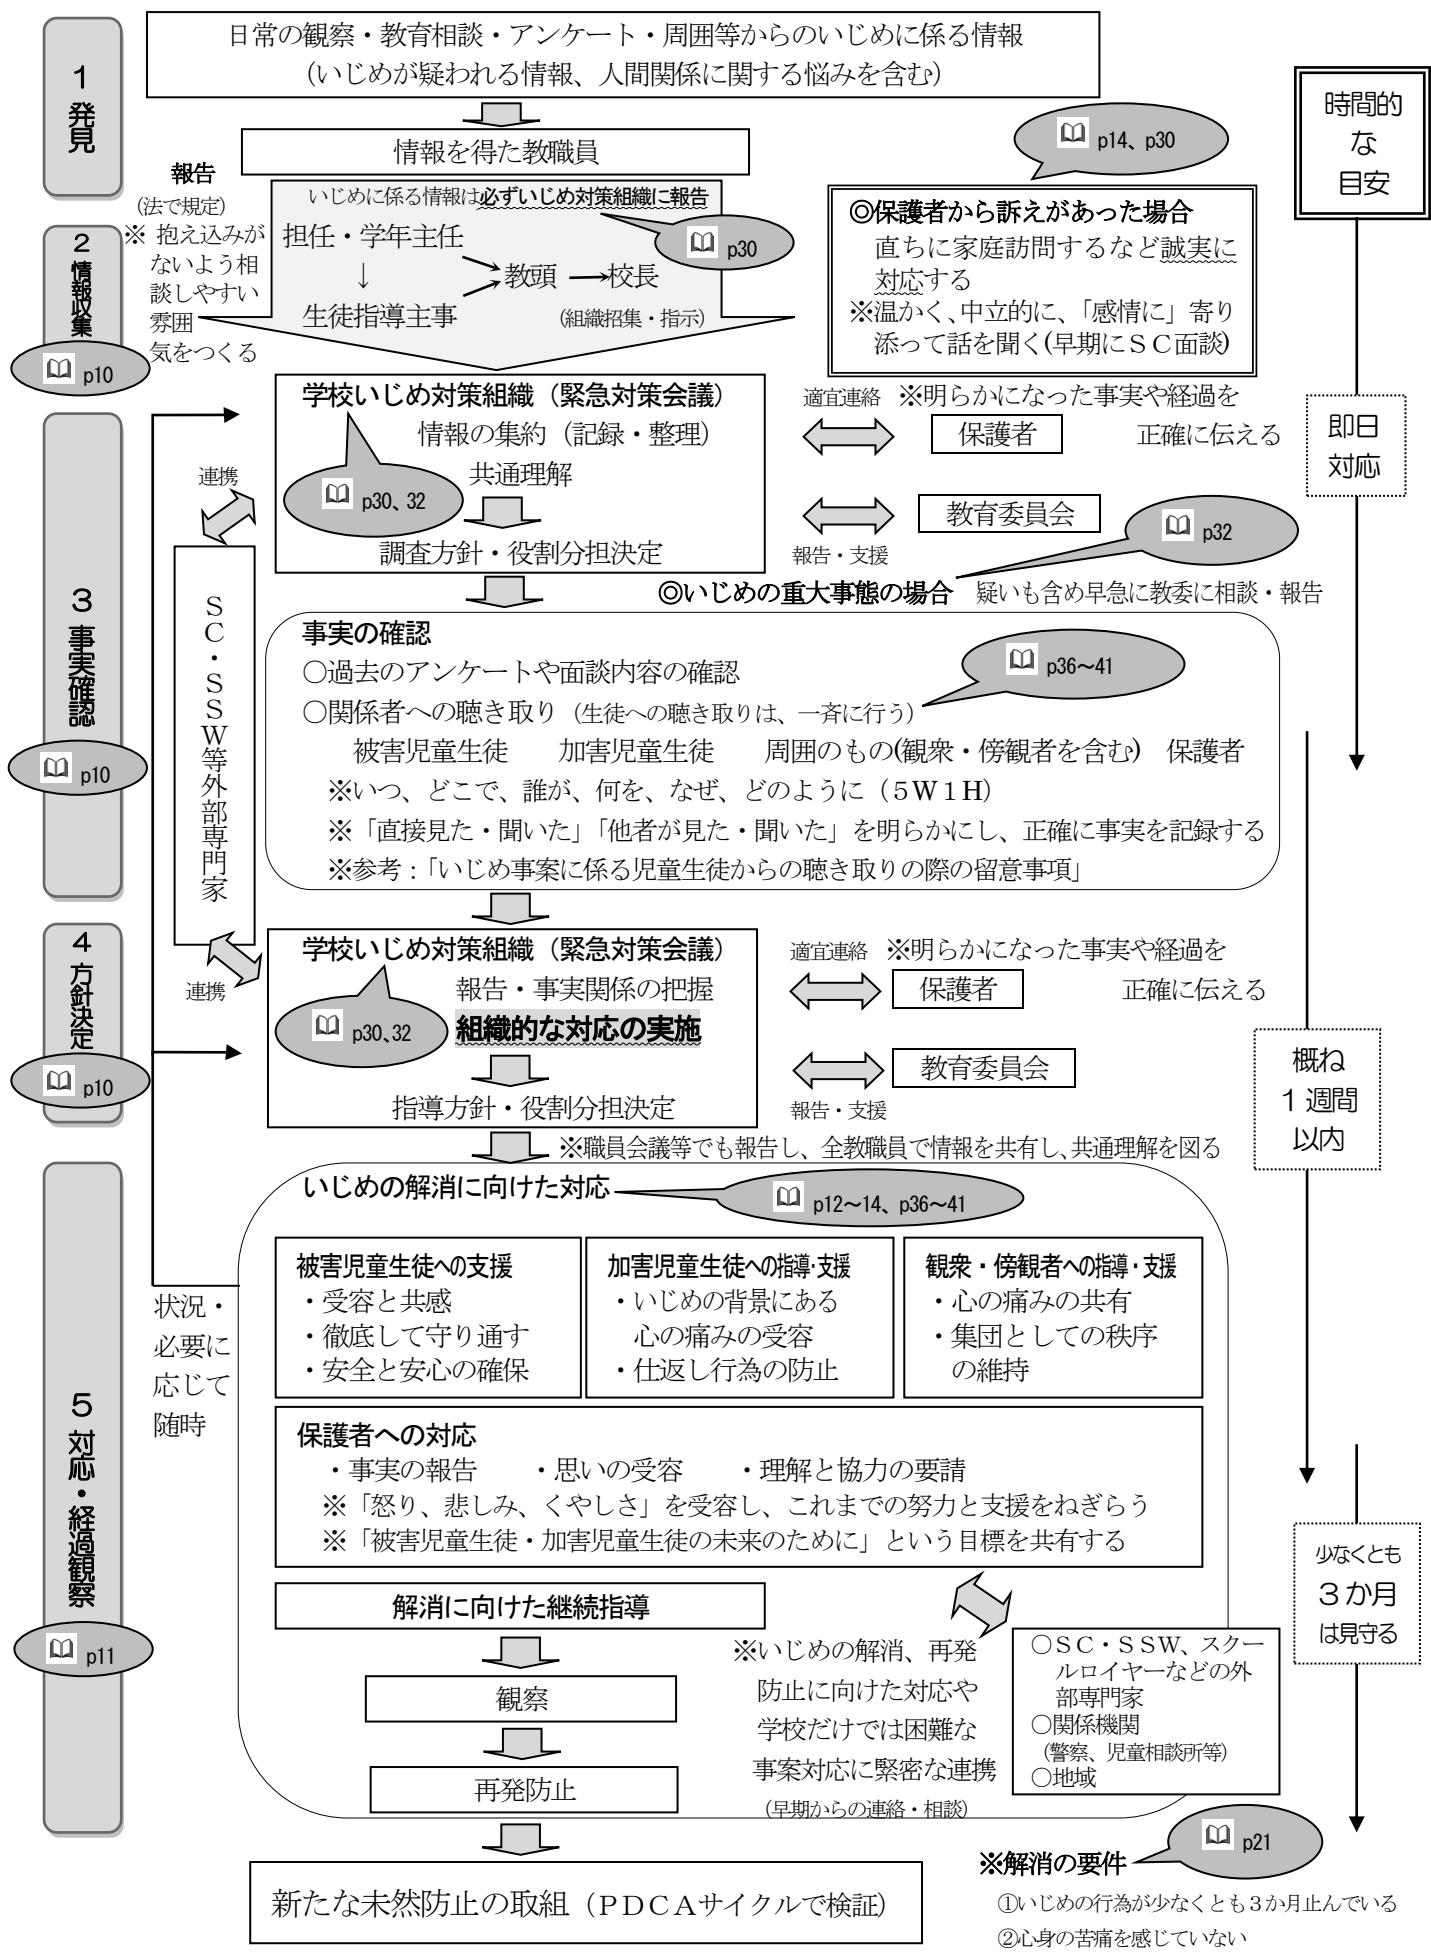 日常の観察・教育相談・アンケート・周囲等からのいじめに係る情報
（いじめが疑われる情報、人間関係に関する悩みを含む）
１ 発見
時間的
な
目安
情報を得た教職員
p14、p30
報告
（法で規定）
※ 抱え込みが
ないよう相
談しやすい
雰囲
気をつくる
いじめに係る情報は必ずいじめ対策組織に報告
p30
担任・学年主任
↓
生徒指導主事
教頭
校長
（組織招集・指示）
◎保護者から訴えがあった場合
直ちに家庭訪問するなど誠実に
対応する
※温かく、中立的に、「感情に」寄り
添って話を聞く(早期にＳＣ面談)
２ 情報収集
p10
学校いじめ対策組織（緊急対策会議）
情報の集約（記録・整理）
共通理解
p30、32
調査方針・役割分担決定
適宜連絡
※明らかになった事実や経過を
正確に伝える
保護者
教育委員会
報告・支援
p32
即日
対応
連携
ＳＣ・ＳＳＷ等外部専門家
◎いじめの重大事態の場合 疑いも含め早急に教委に相談・報告
３ 事実確認
p10
事実の確認
○過去のアンケートや面談内容の確認
p36～41
○関係者への聴き取り（生徒への聴き取りは、一斉に行う）
被害児童生徒 加害児童生徒 周囲のもの(観衆・傍観者を含む) 保護者
※いつ、どこで、誰が、何を、なぜ、どのように（５Ｗ１Ｈ）
※「直接見た・聞いた」「他者が見た・聞いた」を明らかにし、正確に事実を記録する
※参考：「いじめ事案に係る児童生徒からの聴き取りの際の留意事項」
４ 方針決定
p10
連携
学校いじめ対策組織（緊急対策会議）
報告・事実関係の把握
p30、32
組織的な対応の実施
指導方針・役割分担決定
適宜連絡
※明らかになった事実や経過を
正確に伝える
保護者
教育委員会
報告・支援
概ね
１週間
以内
※職員会議等でも報告し、全教職員で情報を共有し、共通理解を図る
５ 対応・経過観察
p11
いじめの解消に向けた対応
p12～14、p36～41
被害児童生徒への支援
・受容と共感
・徹底して守り通す
・安全と安心の確保
加害児童生徒への指導・支援
・いじめの背景にある
心の痛みの受容
・仕返し行為の防止
観衆・傍観者への指導・支援
・心の痛みの共有
・集団としての秩序
の維持
状況・
必要に
応じて
随時
保護者への対応
・事実の報告 ・思いの受容 ・理解と協力の要請
※「怒り、悲しみ、くやしさ」を受容し、これまでの努力と支援をねぎらう
※「被害児童生徒・加害児童生徒の未来のために」という目標を共有する
少なくとも
３か月
は見守る
解消に向けた継続指導
観察
再発防止
※いじめの解消、再発
防止に向けた対応や
学校だけでは困難な
事案対応に緊密な連携
（早期からの連絡・相談）
○ＳＣ・ＳＳＷ、スクー
ルロイヤーなどの外
部専門家
○関係機関
（警察、児童相談所等）
○地域
p21
※解消の要件
①いじめの行為が少なくとも３か月止んでいる
②心身の苦痛を感じていない
新たな未然防止の取組（ＰＤＣＡサイクルで検証）